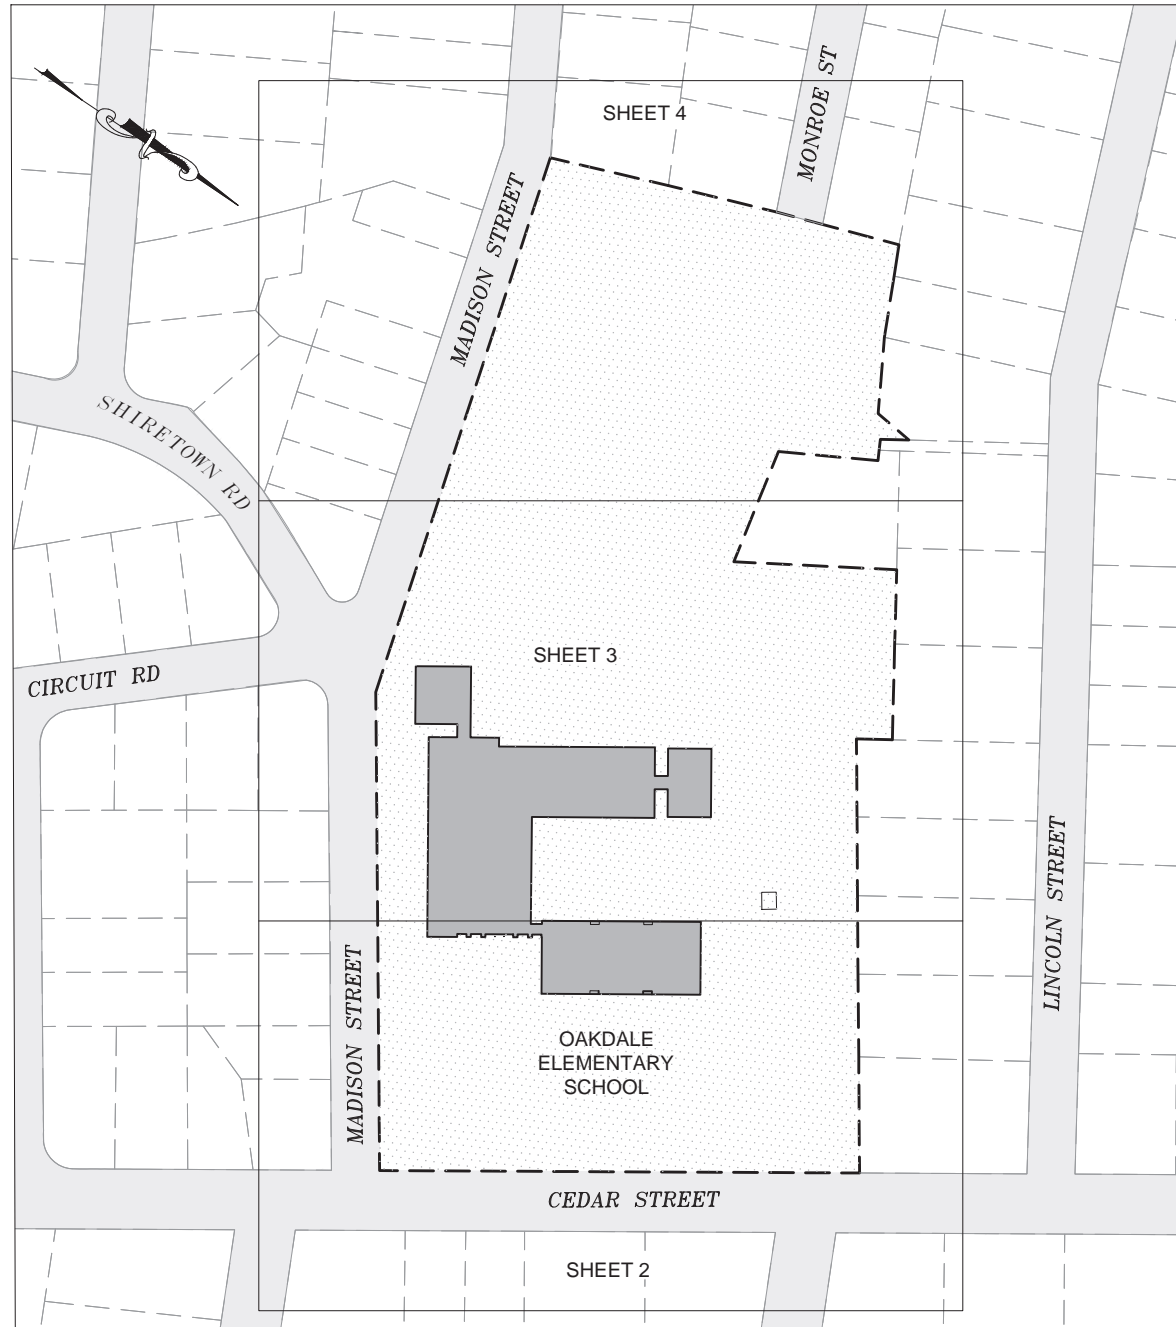 MONROE ST
SHEET 4
MADISON STREET
SHIRETOWN RD
SHEET 3
CIRCUIT RD
LINCOLN STREET
MADISON STREET
OAKDALE
ELEMENTARY
SCHOOL
CEDAR STREET
SHEET 2